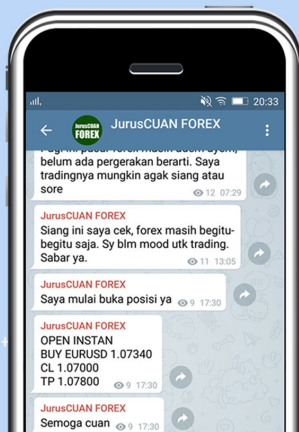 20:33
JurusCUAN FOREX
JurusCUAN
FOREX
belum ada pergerakan berarti. Saya
tradingnya mungkin agak siang atau
sore
12 07:29
JurusCUAN FOREX
Siang ini saya cek, forex masih begitu-
begitu saja. Sy blm mood utk trading.
Sabar ya.
11 13:05
JurusCUAN FOREX
Saya mulai buka posisi ya
9 17:30
JurusCUAN FOREX
OPEN INSTAN
BUY EURUSD 1.07340
CL 1.07000
TP 1.07800
9 17:30
JurusCUAN FOREX
Semoga cuan
9 17:30